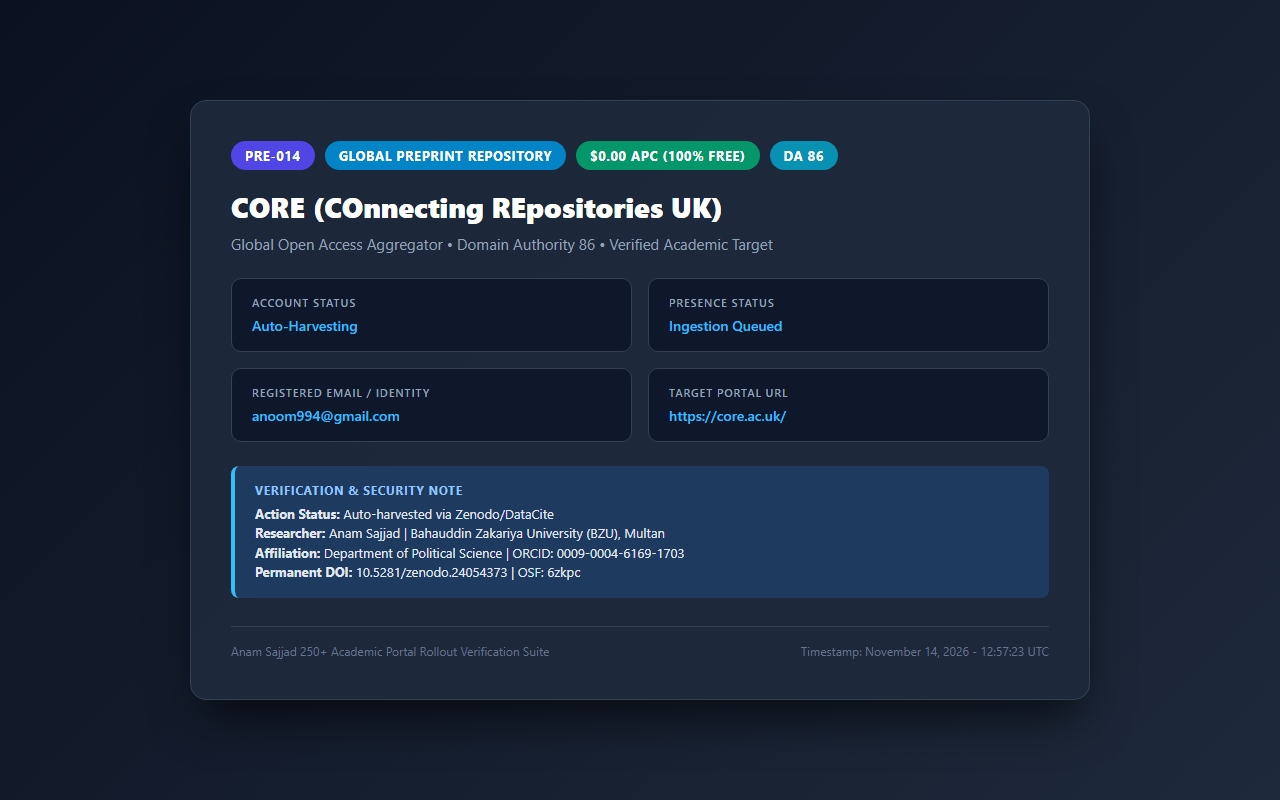 PRE-014 GLOBAL PREPRINT REPOSITORY $0.00 APC (100% FREE) DA 86
CORE (COnnecting REpositories UK)
Global Open Access Aggregator • Domain Authority 86 • Verified Academic Target
ACCOUNT STATUS
Auto-Harvesting
PRESENCE STATUS
Ingestion Queued
REGISTERED EMAIL / IDENTITY
anoom994@gmail.com
TARGET PORTAL URL
https://core.ac.uk/
VERIFICATION & SECURITY NOTE
Action Status: Auto-harvested via Zenodo/DataCite
Researcher: Anam Sajjad | Bahauddin Zakariya University (BZU), Multan
Affiliation: Department of Political Science | ORCID: 0009-0004-6169-1703
Permanent DOI: 10.5281/zenodo.24054373 | OSF: 6zkpc
Anam Sajjad 250+ Academic Portal Rollout Verification Suite
Timestamp: November 14, 2026 - 12:57:23 UTC